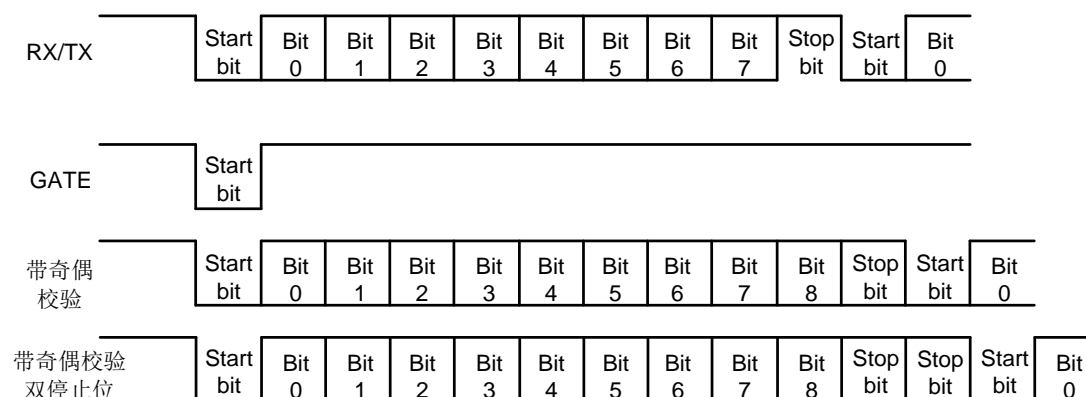 RX/TX
Start bit
Bit 0
Bit 1
Bit 2
Bit 3
Bit 4
Bit 5
Bit 6
Bit 7
Stop bit
Start bit
Bit 0
GATE
Start bit
带奇偶
校验
Start bit
Bit 0
Bit 1
Bit 2
Bit 3
Bit 4
Bit 5
Bit 6
Bit 7
Bit 8
Stop bit
Start bit
Bit 0
带奇偶校验
双停止位
Start bit
Bit 0
Bit 1
Bit 2
Bit 3
Bit 4
Bit 5
Bit 6
Bit 7
Bit 8
Stop bit
Stop bit
Start bit
Bit 0